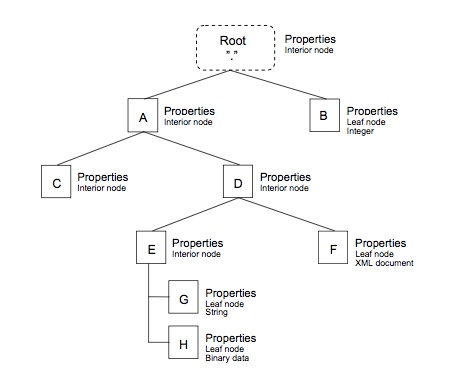 Root
"."
Properties
Interior node
A
Properties
Interior node
B
Properties
Leaf node
Integer
C
Properties
Interior node
D
Properties
Interior node
E
Properties
Interior node
F
Properties
Leaf node
XML document
G
Properties
Leaf node
String
H
Properties
Leaf node
Binary data